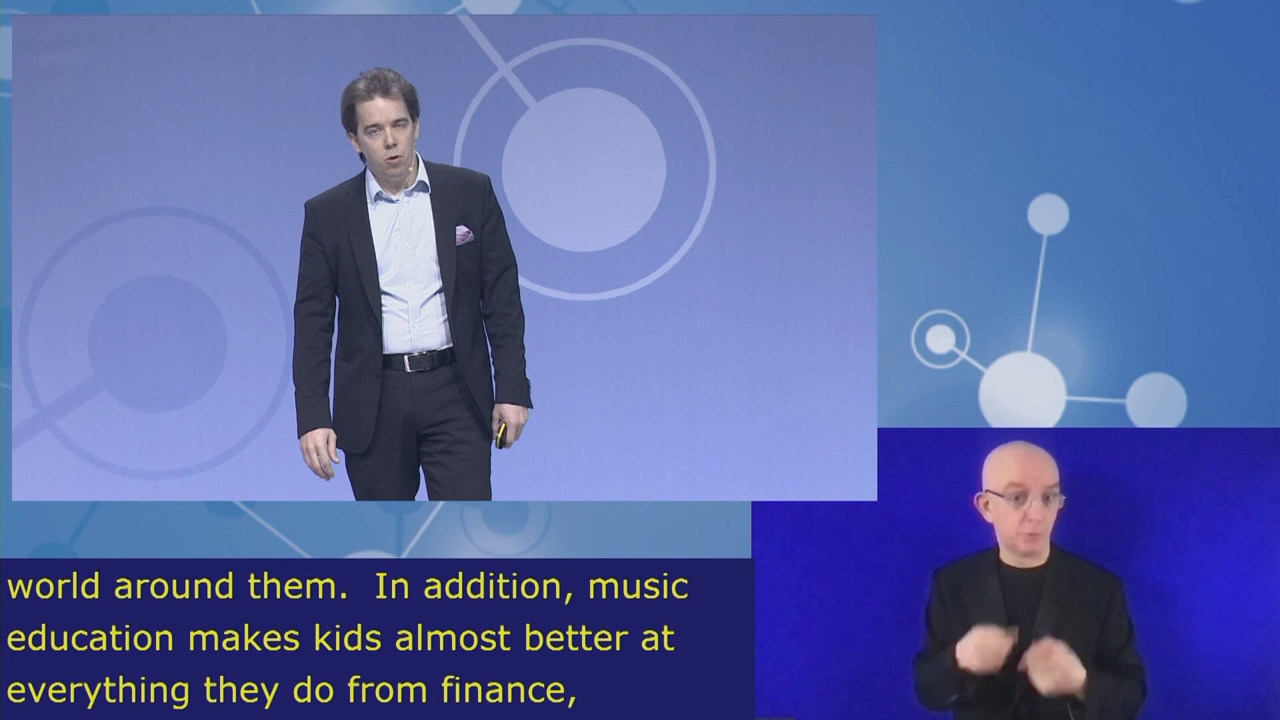 world around them.  In addition, music
education makes kids almost better at
everything they do from finance,